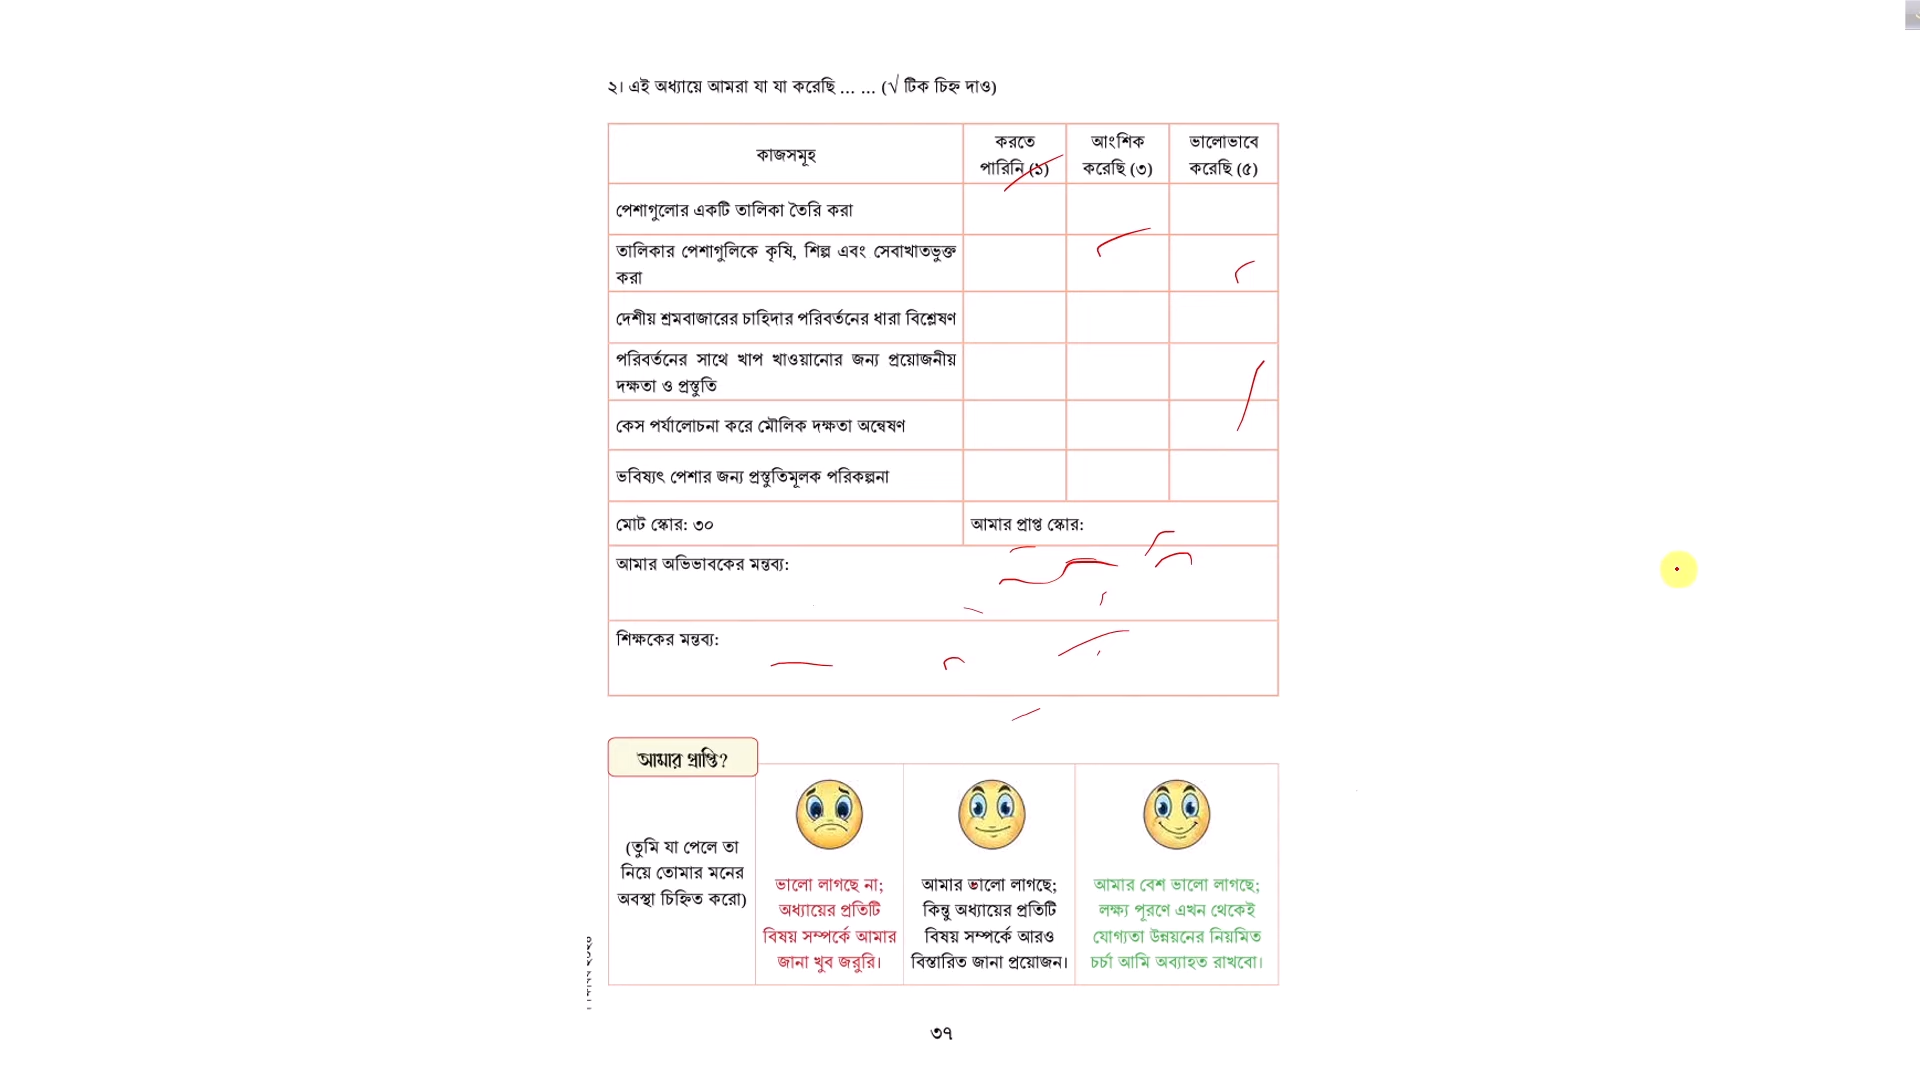 ২। এই অধ্যায়ে আমরা যা যা করেছি ... ... (√ টিক চিহ্ন দাও)
কাজসমূহ
করতে
পারিনি (১)
আংশিক
করেছি (৩)
ভালোভাবে
করেছি (৫)
পেশাগুলোর একটি তালিকা তৈরি করা
তালিকার পেশাগুলিকে কৃষি, শিল্প এবং সেবাখাতভুক্ত
করা
দেশীয় শ্রমবাজারের চাহিদার পরিবর্তনের ধারা বিশ্লেষণ
পরিবর্তনের সাথে খাপ খাওয়ানোর জন্য প্রয়োজনীয়
দক্ষতা ও প্রস্তুতি
কেস পর্যালোচনা করে মৌলিক দক্ষতা অন্বেষণ
ভবিষ্যৎ পেশার জন্য প্রস্তুতিমূলক পরিকল্পনা
মোট স্কোর: ৩০
আমার প্রাপ্ত স্কোর:
আমার অভিভাবকের মন্তব্য:
শিক্ষকের মন্তব্য:
আমার প্রাপ্তি?
(তুমি যা পেলে তা
নিয়ে তোমার মনের
অবস্থা চিহ্নিত করো)
ভালো লাগছে না;
অধ্যায়ের প্রতিটি
বিষয় সম্পর্কে আমার
জানা খুব জরুরি।
আমার ভালো লাগছে;
কিন্তু অধ্যায়ের প্রতিটি
বিষয় সম্পর্কে আরও
বিস্তারিত জানা প্রয়োজন।
আমার বেশ ভালো লাগছে;
লক্ষ্য পূরণে এখন থেকেই
যোগ্যতা উন্নয়নের নিয়মিত
চর্চা আমি অব্যাহত রাখবো।
৩৭